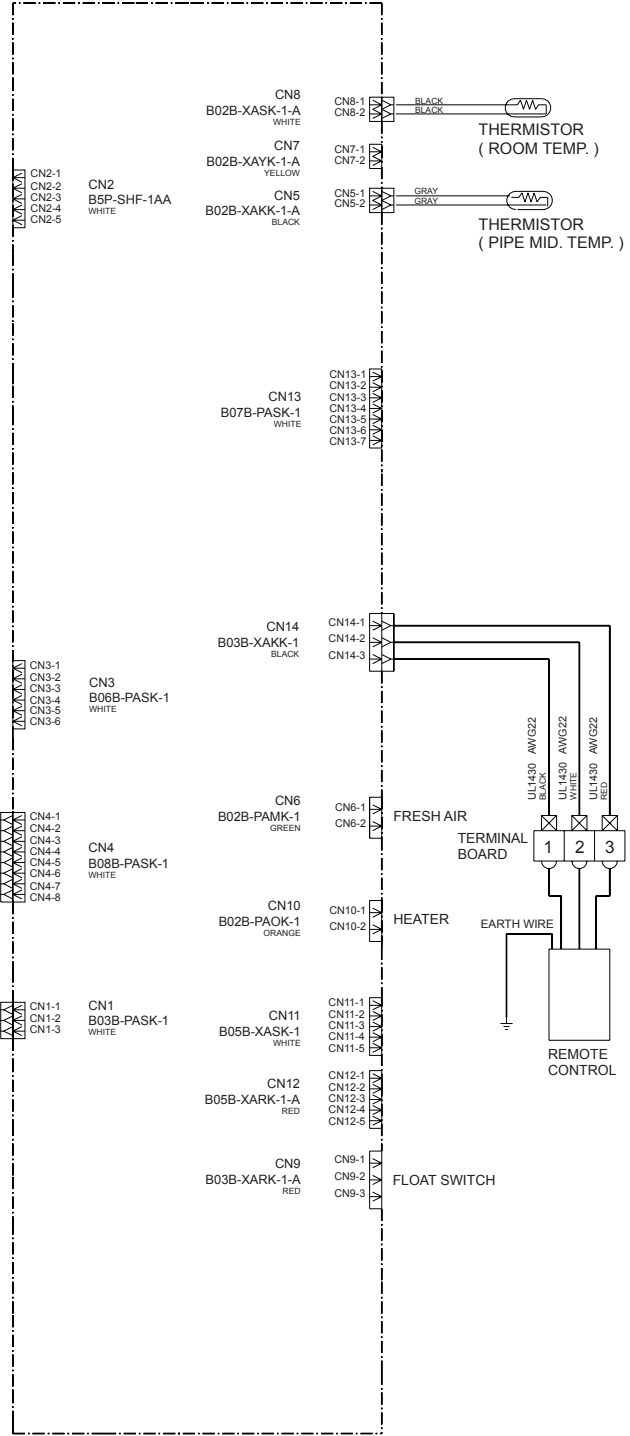 CN8
B02B-XASK-1-A
WHITE
CN8-1
CN8-2
BLACK
BLACK
THERMISTOR
( ROOM TEMP. )
CN7
B02B-XAYK-1-A
YELLOW
CN7-1
CN7-2
CN2-1
CN2-2
CN2-3
CN2-4
CN2-5
CN2
B5P-SHF-1AA
WHITE
CN5
B02B-XAKK-1-A
BLACK
CN5-1
CN5-2
GRAY
GRAY
THERMISTOR
( PIPE MID. TEMP. )
CN13
B07B-PASK-1
WHITE
CN13-1
CN13-2
CN13-3
CN13-4
CN13-5
CN13-6
CN13-7
CN14
B03B-XAKK-1
BLACK
CN14-1
CN14-2
CN14-3
CN3-1
CN3-2
CN3-3
CN3-4
CN3-5
CN3-6
CN3
B06B-PASK-1
WHITE
UL1430 AWG22
BLACK
UL1430 AWG22
WHITE
UL1430 AWG22
RED
CN6
B02B-PAMK-1
GREEN
CN6-1
CN6-2
FRESH AIR
TERMINAL
BOARD
1
2
3
CN4-1
CN4-2
CN4-3
CN4-4
CN4-5
CN4-6
CN4-7
CN4-8
CN4
B08B-PASK-1
WHITE
CN10
B02B-PAOK-1
ORANGE
CN10-1
CN10-2
HEATER
EARTH WIRE
REMOTE
CONTROL
CN1-1
CN1-2
CN1-3
CN1
B03B-PASK-1
WHITE
CN11
B05B-XASK-1
WHITE
CN11-1
CN11-2
CN11-3
CN11-4
CN11-5
CN12
B05B-XARK-1-A
RED
CN12-1
CN12-2
CN12-3
CN12-4
CN12-5
CN9
B03B-XARK-1-A
RED
CN9-1
CN9-2
CN9-3
FLOAT SWITCH